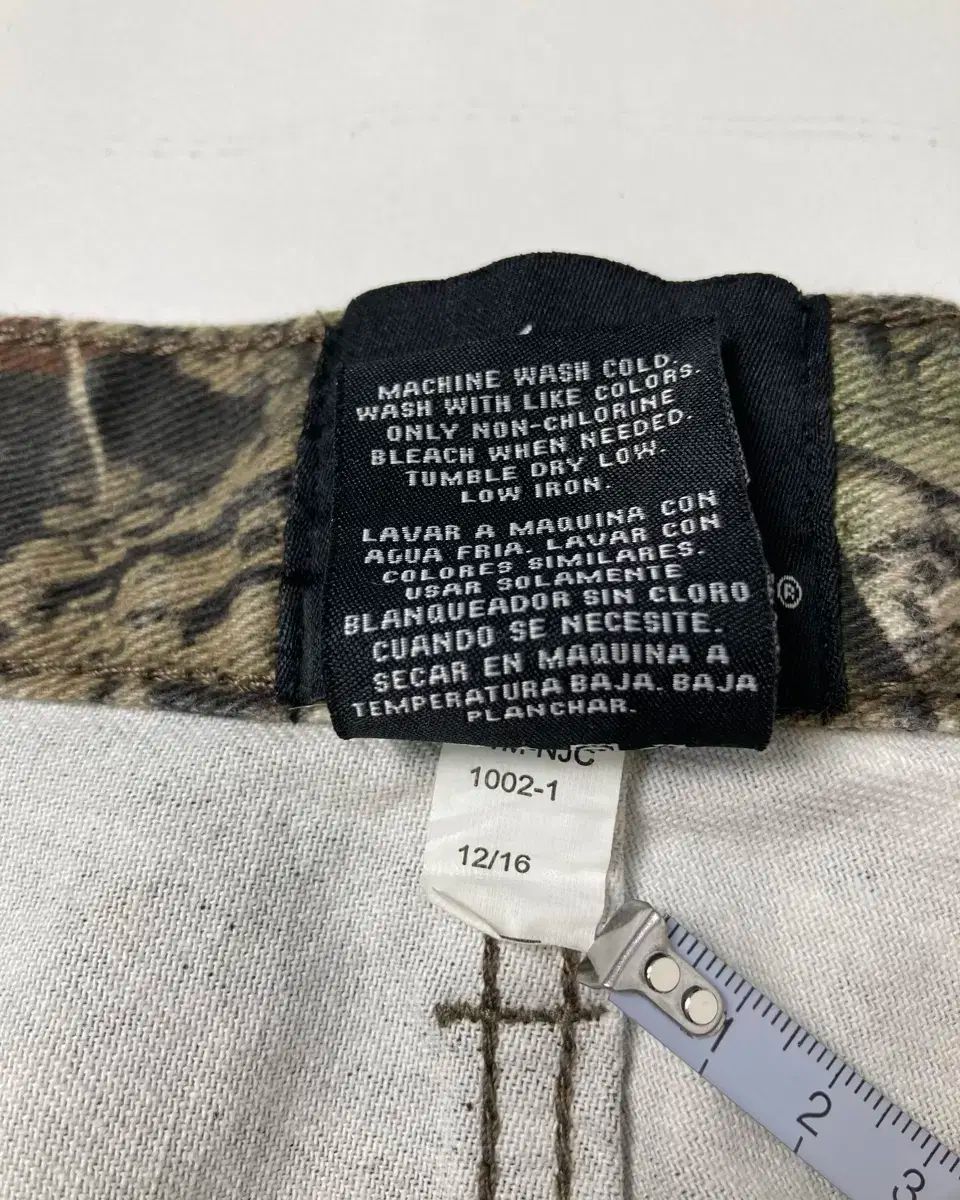 MACHINE WASH COLD.
WASH WITH LIKE COLORS.
ONLY NON-CHLORINE
BLEACH WHEN NEEDED.
TUMBLE DRY LOW.
LOW IRON.
LAVAR A MAQUINA CON
AGUA FRIA. LAVAR CON
COLORES SIMILARES.
USAR SOLAMENTE
BLANQUEADOR SIN CLORO
CUANDO SE NECESITE.
SECAR EN MAQUINA A
TEMPERATURA BAJA. BAJA
PLANCHAR.
®
NJC
1002-1
12/16
1
2
3